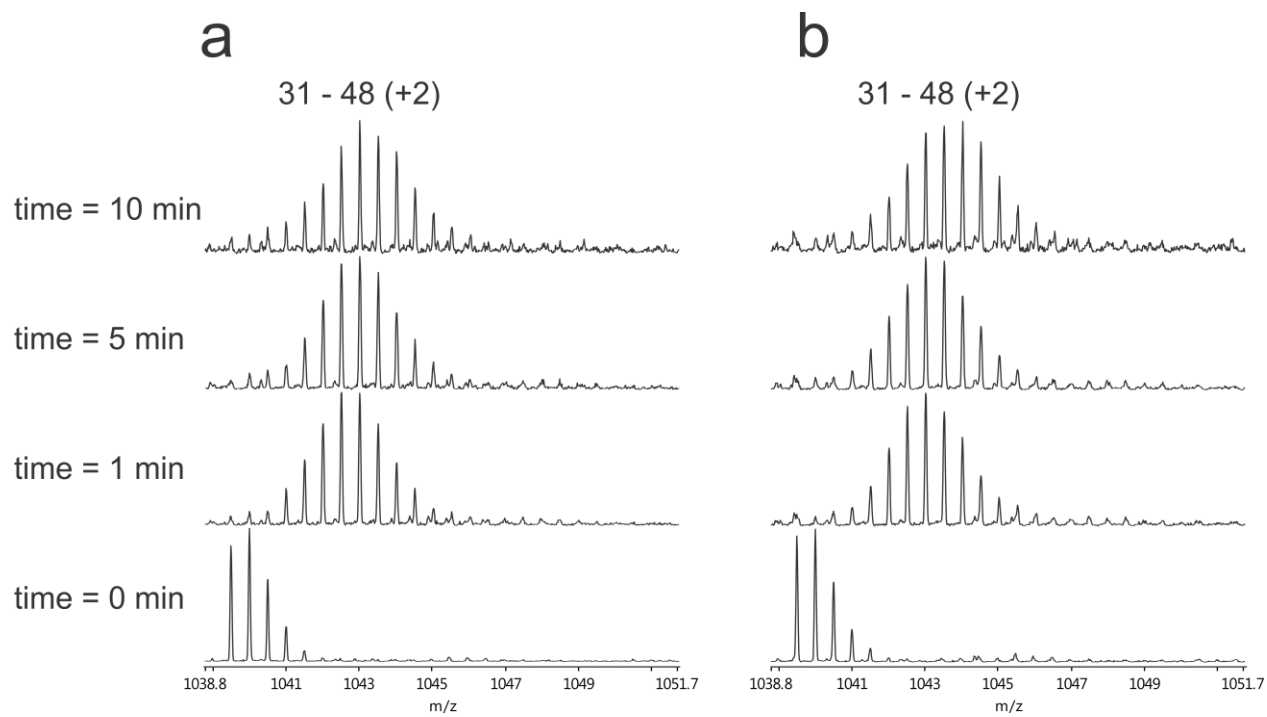 a
b
31 - 48 (+2)
31 - 48 (+2)
time = 10 min
time = 5 min
time = 1 min
time = 0 min
1038.8 1041 1043 1045 1047 1049 1051.7
m/z
1038.8 1041 1043 1045 1047 1049 1051.7
m/z